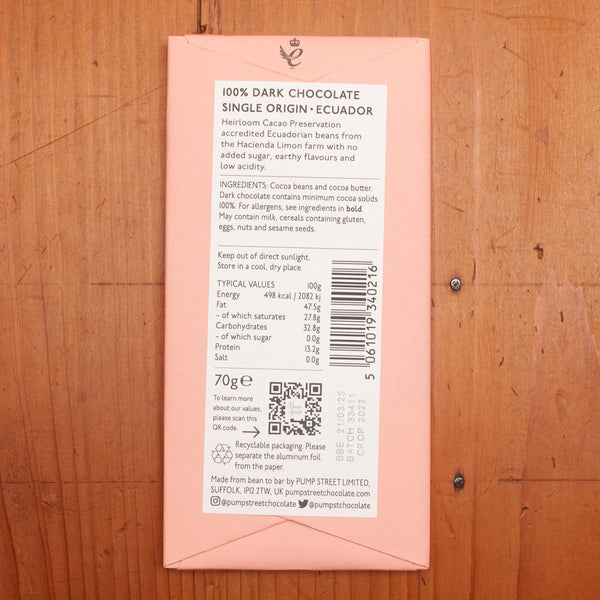 100% DARK CHOCOLATE
SINGLE ORIGIN • ECUADOR
Heirloom Cacao Preservation
accredited Ecuadorian beans from
the Hacienda Limon farm with no
added sugar, earthy flavours and
low acidity.
INGREDIENTS: Cocoa beans and cocoa butter.
Dark chocolate contains minimum cocoa solids
100%. For allergens, see ingredients in bold.
May contain milk, cereals containing gluten,
eggs, nuts and sesame seeds.
Keep out of direct sunlight.
Store in a cool, dry place.
TYPICAL VALUES 100g
Energy 498 kcal / 2082 kj
Fat 47.5g
– of which saturates 27.8g
Carbohydrates 32.8g
– of which sugar 0.0g
Protein 13.2g
Salt 0.0g
5 061019 340216
70g℮
To learn more
about our values,
please scan this
QR code.
BBE 21/03/25
BATCH 33411
CROP 2022
Recyclable packaging. Please
separate the aluminum foil
from the paper.
Made from bean to bar by PUMP STREET LIMITED,
SUFFOLK, IP12 2TW, UK pumpstreetchocolate.com
@pumpstreetchocolate @pumpstchocolate